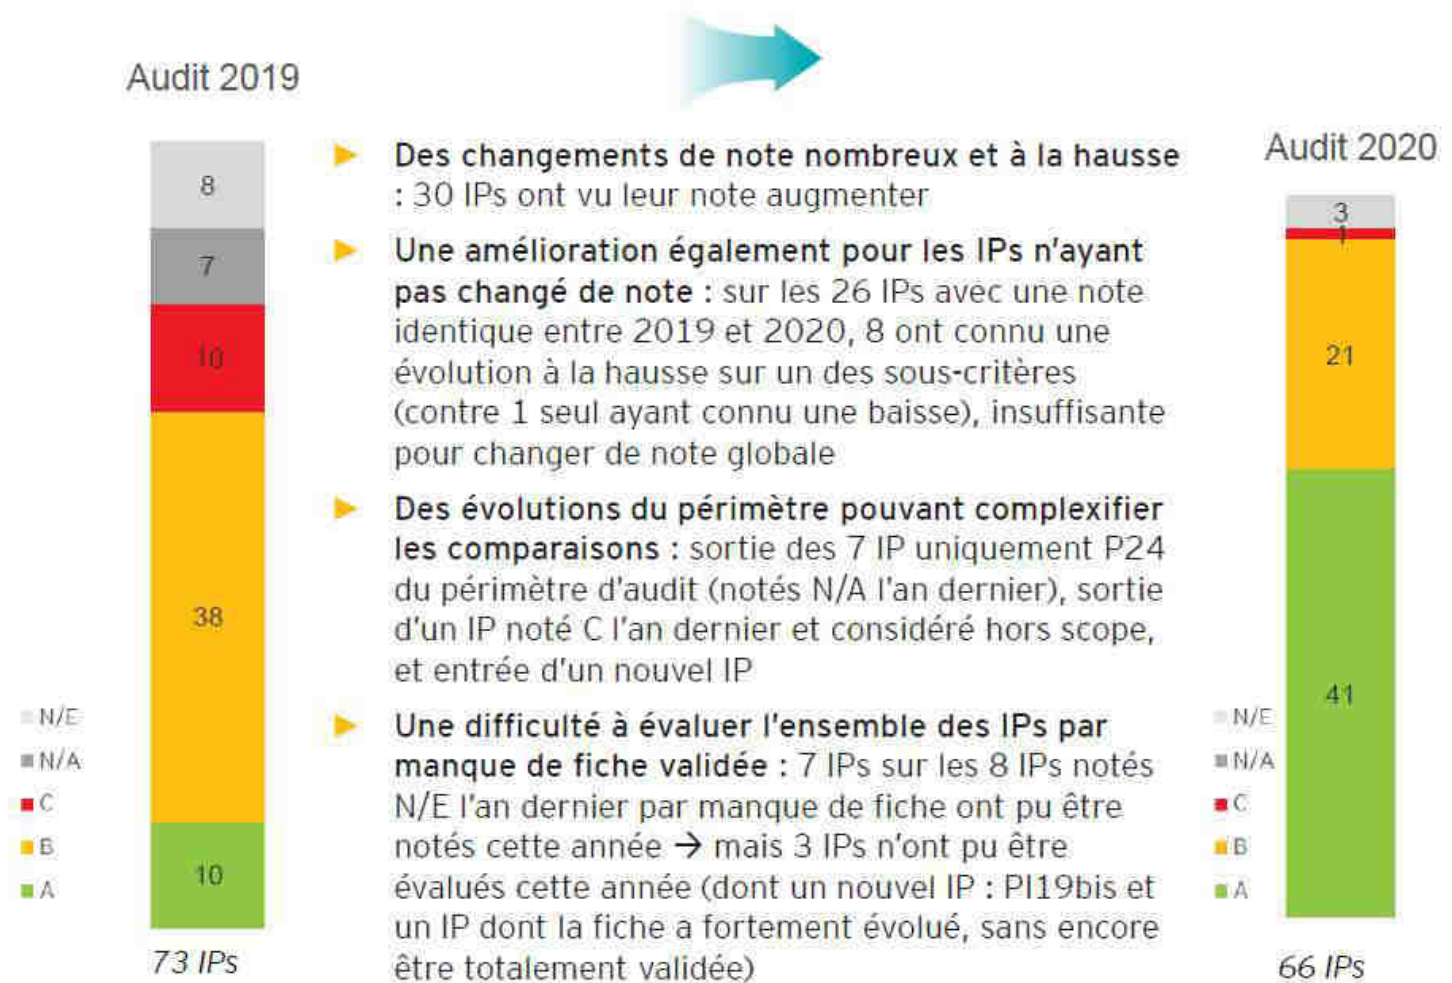 Audit 2019
8
7
10
38
10
N/E
N/A
C
B
A
73 IPs
► Des changements de note nombreux et à la hausse
: 30 IPs ont vu leur note augmenter
► Une amélioration également pour les IPs n'ayant
pas changé de note : sur les 26 IPs avec une note
identique entre 2019 et 2020, 8 ont connu une
évolution à la hausse sur un des sous-critères
(contre 1 seul ayant connu une baisse), insuffisante
pour changer de note globale
► Des évolutions du périmètre pouvant complexifier
les comparaisons : sortie des 7 IP uniquement P24
du périmètre d'audit (notés N/A l'an dernier), sortie
d'un IP noté C l'an dernier et considéré hors scope,
et entrée d'un nouvel IP
► Une difficulté à évaluer l'ensemble des IPs par
manque de fiche validée : 7 IPs sur les 8 IPs notés
N/E l'an dernier par manque de fiche ont pu être
notés cette année → mais 3 IPs n'ont pu être
évalués cette année (dont un nouvel IP : PI19bis et
un IP dont la fiche a fortement évolué, sans encore
être totalement validée)
Audit 2020
3
1
21
41
N/E
N/A
C
B
A
66 IPs